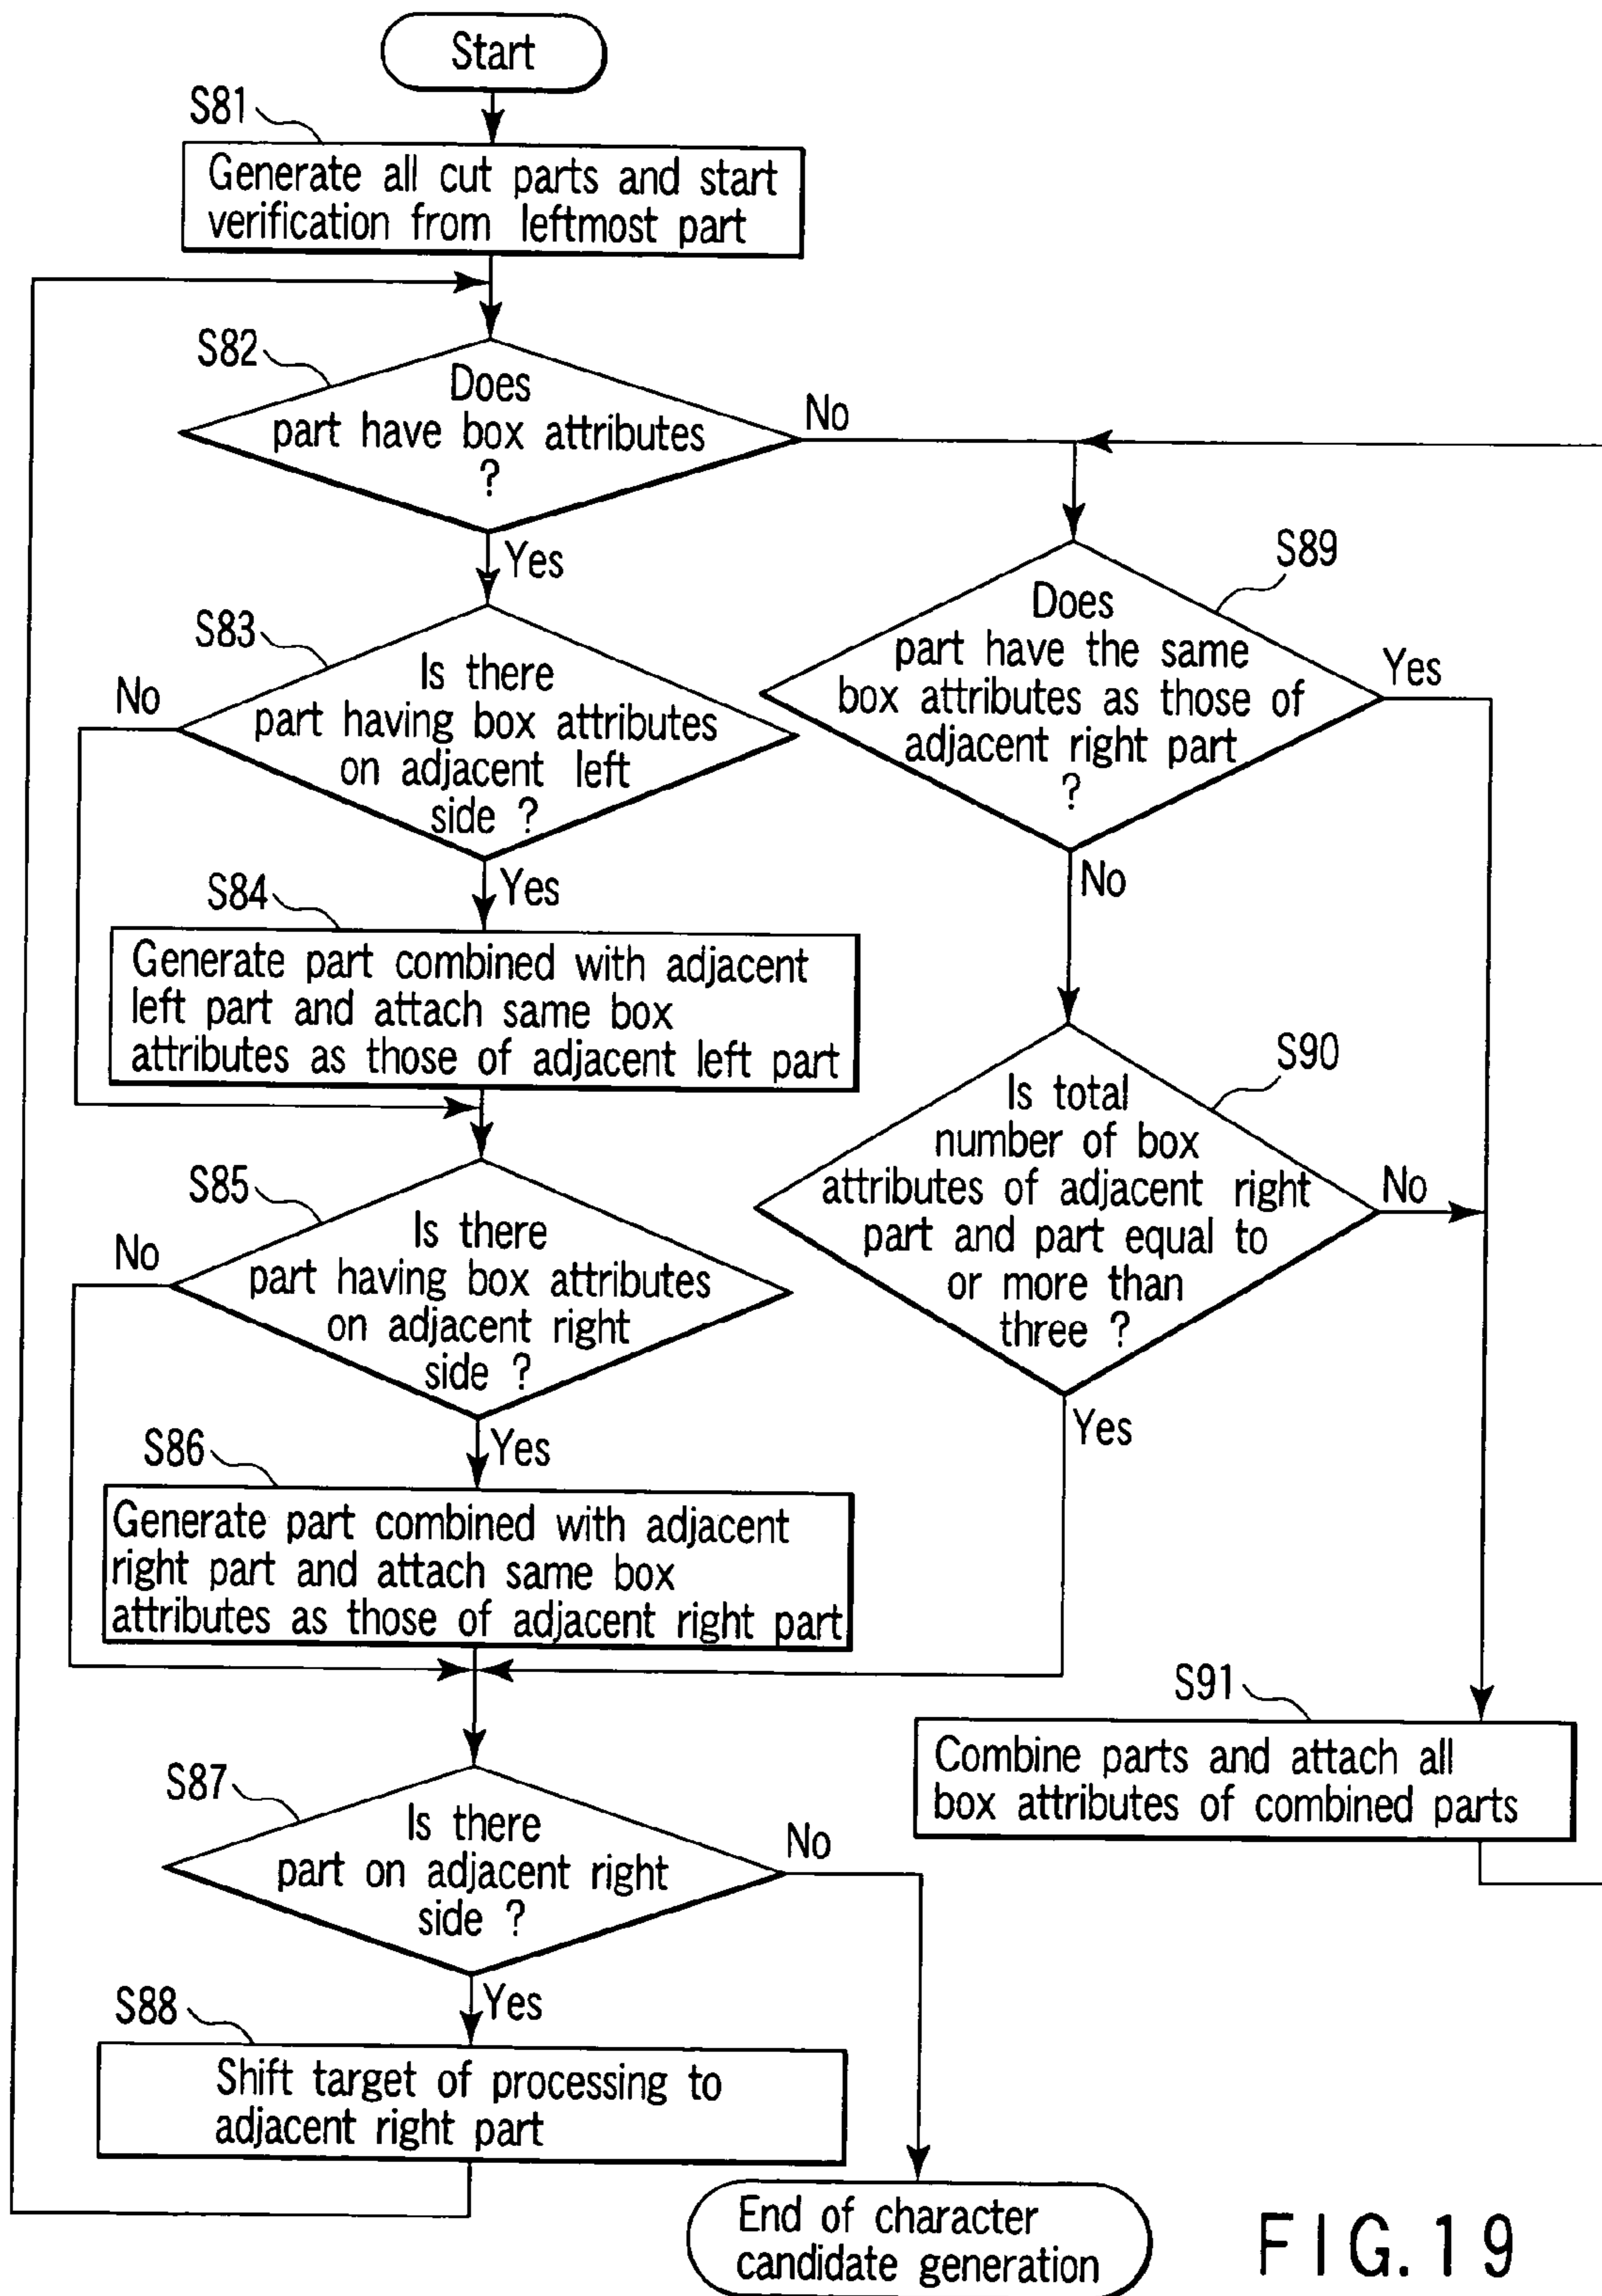 Start
S81
Generate all cut parts and start
verification from leftmost part
S82
Does
part have box attributes
?
No
Yes
S83
Is there
part having box attributes
on adjacent left
side ?
No
Yes
S84
Generate part combined with adjacent
left part and attach same box
attributes as those of adjacent left part
S85
Is there
part having box attributes
on adjacent right
side ?
No
Yes
S86
Generate part combined with adjacent
right part and attach same box
attributes as those of adjacent right part
S87
Is there
part on adjacent right
side ?
No
Yes
S88
Shift target of processing to
adjacent right part
S89
Does
part have the same
box attributes as those of
adjacent right part
?
Yes
No
S90
Is total
number of box
attributes of adjacent right
part and part equal to
or more than
three ?
No
Yes
S91
Combine parts and attach all
box attributes of combined parts
End of character
candidate generation
FIG.19